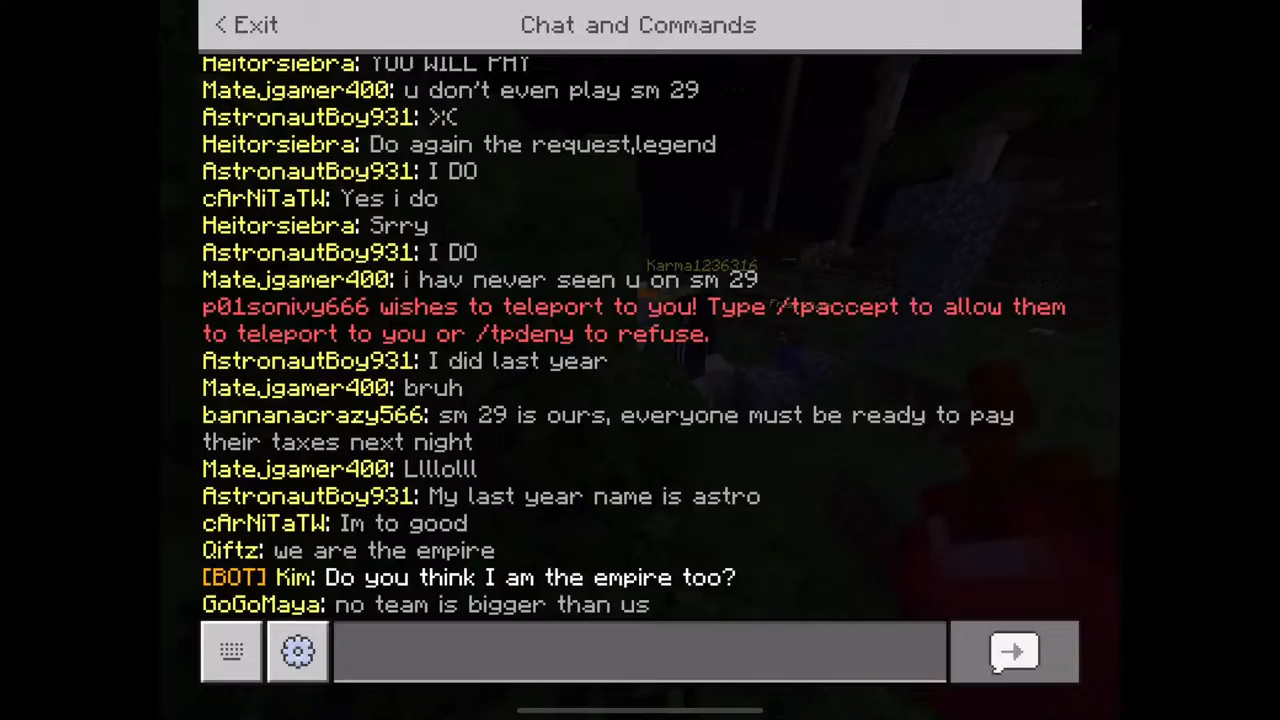 Exit
Chat and Commands
Heitorsiebra: YOU WILL PAY
Matejgamer400: u don't even play sm 29
AstronautBoy931: >:C
Heitorsiebra: Do again the request,legend
AstronautBoy931: I DO
cArNiTaTW: Yes i do
Heitorsiebra: Srry
AstronautBoy931: I DO
Karma1236316
Matejgamer400: i hav never seen u on sm 29
p01sonivy666 wishes to teleport to you! Type /tpaccept to allow them
to teleport to you or /tpdeny to refuse.
AstronautBoy931: I did last year
Matejgamer400: bruh
bannanacrazy566: sm 29 is ours, everyone must be ready to pay
their taxes next night
Matejgamer400: Llllolll
AstronautBoy931: My last year name is astro
cArNiTaTW: Im to good
Qiftz: we are the empire
[BOT] Kim: Do you think I am the empire too?
GoGoMaya: no team is bigger than us